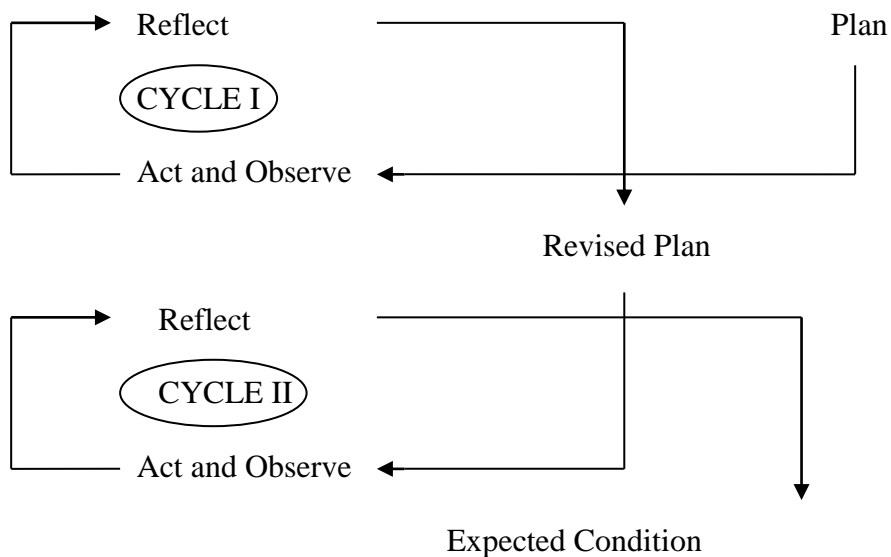 Reflect Plan
CYCLE I
Act and Observe
Revised Plan
Reflect
CYCLE II
Act and Observe
Expected Condition